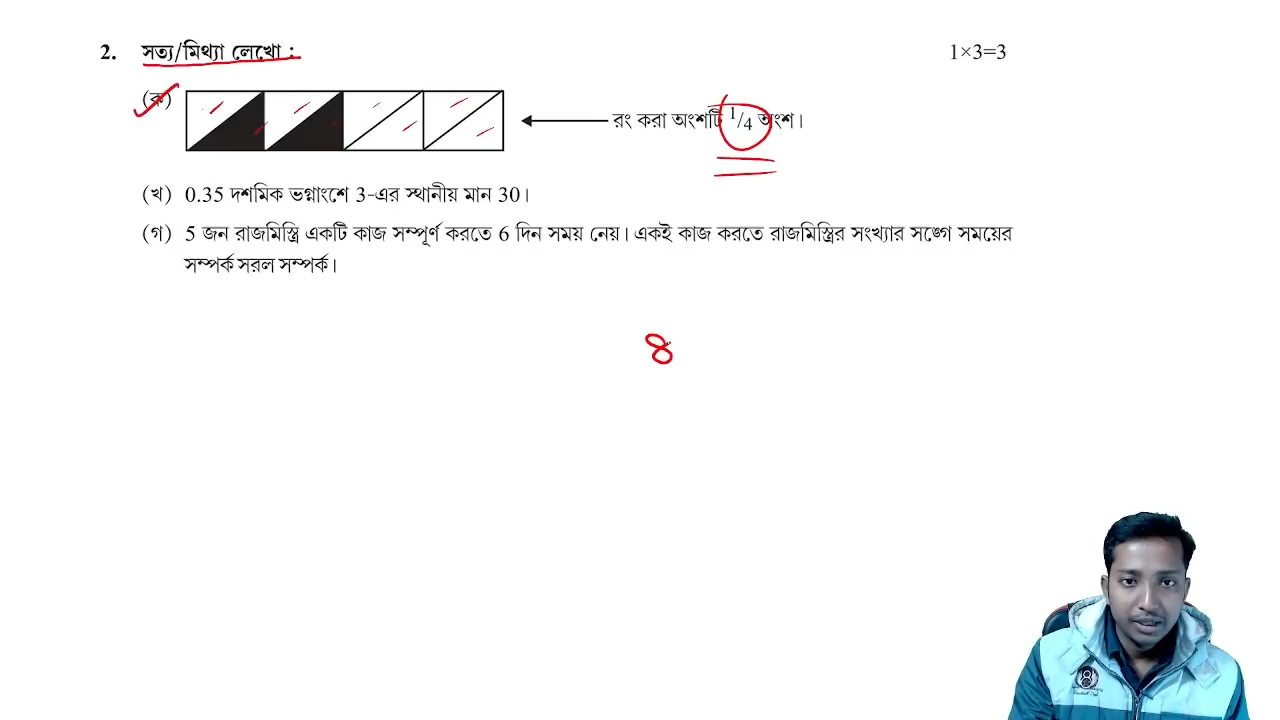 2. সত্য/মিথ্যা লেখো : 1×3=3
(ক) রং করা অংশটি 1/4 অংশ।
(খ) 0.35 দশমিক ভগ্নাংশে 3-এর স্থানীয় মান 30।
(গ) 5 জন রাজমিস্ত্রি একটি কাজ সম্পূর্ণ করতে 6 দিন সময় নেয়। একই কাজ করতে রাজমিস্ত্রির সংখ্যার সঙ্গে সময়ের
সম্পর্ক সরল সম্পর্ক।
8